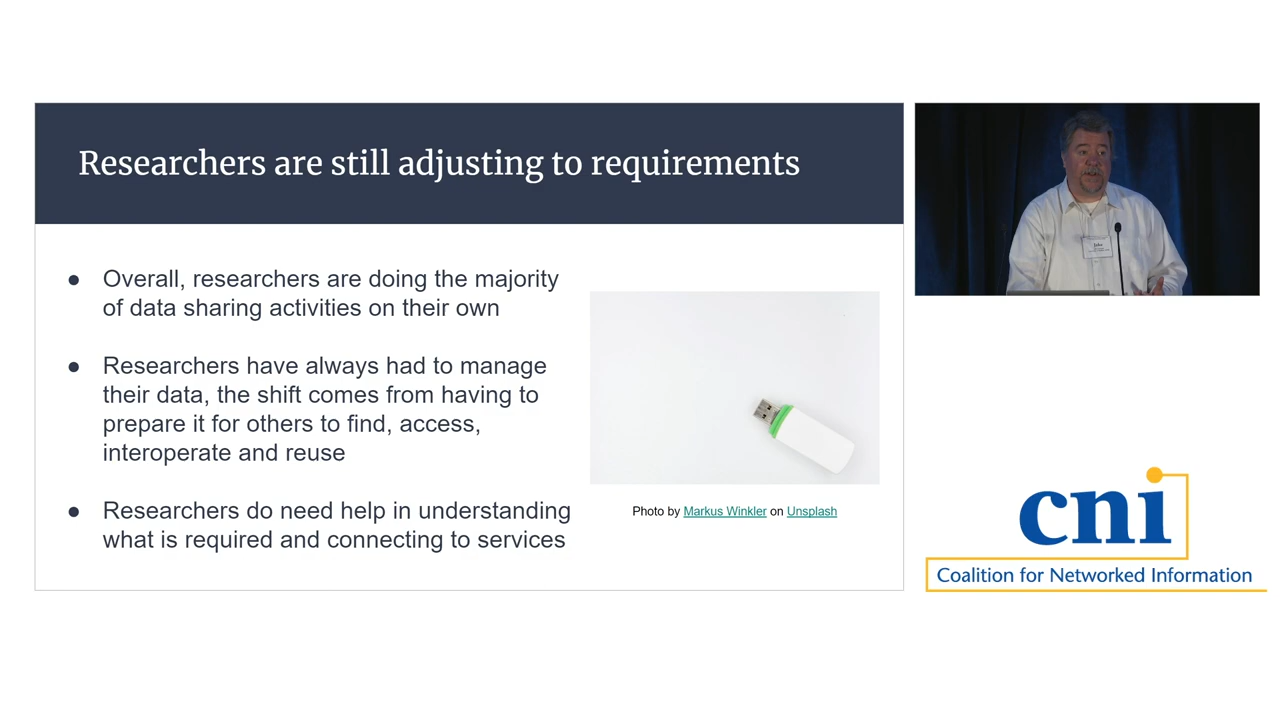 Researchers are still adjusting to requirements
● Overall, researchers are doing the majority
of data sharing activities on their own
● Researchers have always had to manage
their data, the shift comes from having to
prepare it for others to find, access,
interoperate and reuse
● Researchers do need help in understanding
what is required and connecting to services
Photo by Markus Winkler on Unsplash
John
cni
Coalition for Networked Information